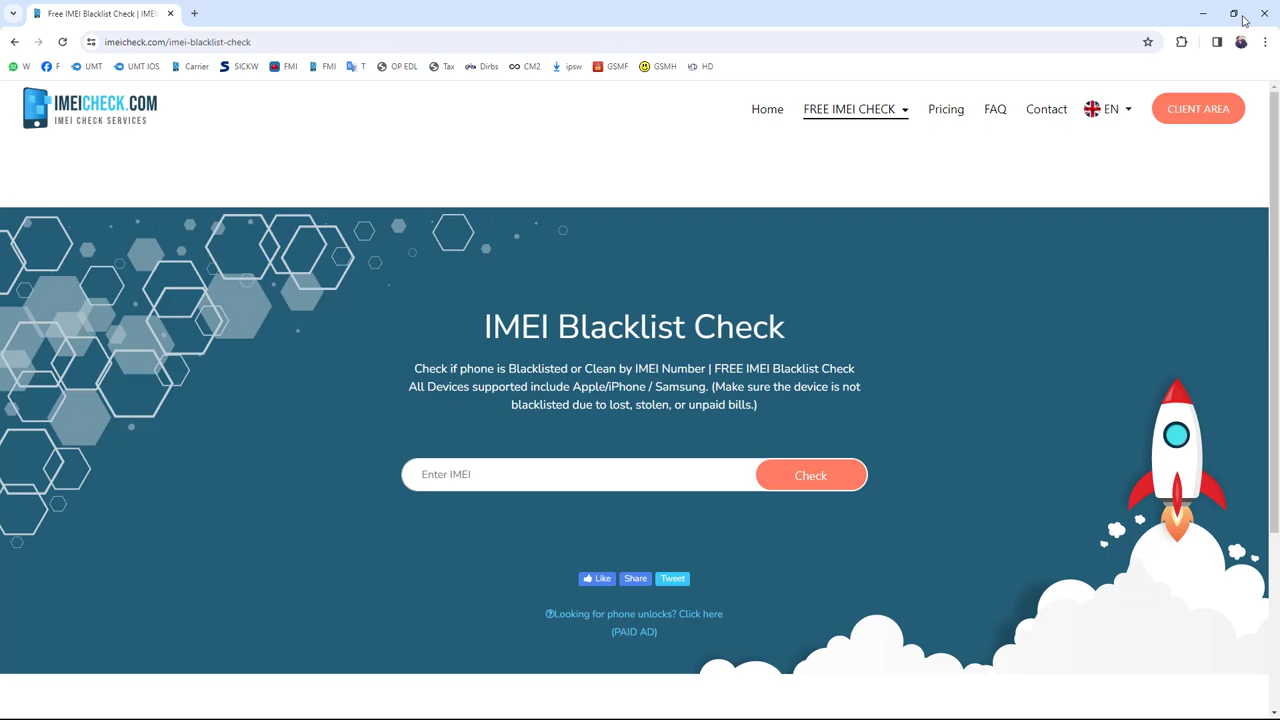 Free IMEI Blacklist Check | IMEI
imeicheck.com/imei-blacklist-check
W
F
UMT
UMT IOS
Carrier
SICKW
FMI
FMI
T
OP EDL
Tax
Dirbs
CM2
ipsw
GSMF
GSMH
HD
IMEICHECK.COM
IMEI CHECK SERVICES
Home
FREE IMEI CHECK
Pricing
FAQ
Contact
EN
CLIENT AREA
IMEI Blacklist Check
Check if phone is Blacklisted or Clean by IMEI Number | FREE IMEI Blacklist Check
All Devices supported include Apple/iPhone / Samsung. (Make sure the device is not
blacklisted due to lost, stolen, or unpaid bills.)
Enter IMEI
Check
Like
Share
Tweet
Looking for phone unlocks? Click here
(PAID AD)